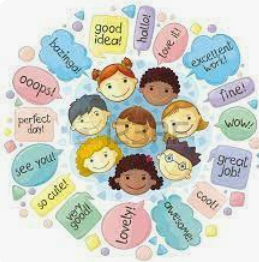 good
idea!
hallo!
love it!
excellent
work!
fine!
wow!!
great
job!
cool!
awesome!
lovely!
very
good!!
so cute!
see you!
perfect
day!
ooops!
bazinga!